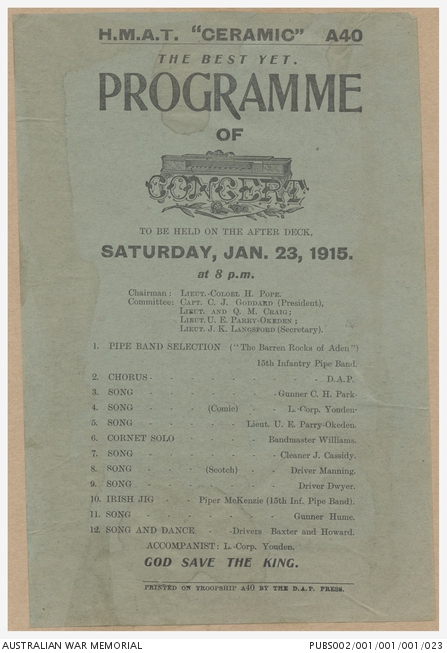 H.M.A.T. "CERAMIC" A40
THE BEST YET.
PROGRAMME
OF
CONCERT
TO BE HELD ON THE AFTER DECK,
SATURDAY, JAN. 23, 1915.
at 8 p.m.
Chairman: LIEUT.-COLOEL H. POPE.
Committee: CAPT. C. J. GODDARD (President),
LIEUT. AND Q. M. CRAIG;
LIEUT. U. E. PARRY-OKEDEN;
LIEUT. J. K. LANGSFORD (Secretary).
1. PIPE BAND SELECTION ("The Barren Rocks of Aden")
15th Infantry Pipe Band.
2. CHORUS - - - - - - D.A.P.
3. SONG - - - - - Gunner C. H. Park
4. SONG - - (Comic) - - L.-Corp. Yonden
5. SONG - - - - Lieut. U. E. Parry-Okeden.
6. CORNET SOLO - - - - Bandmaster Williams.
7. SONG - - - - - Cleaner J. Cassidy.
8. SONG - - (Scotch) - Driver Manning.
9. SONG - - - - - Driver Dwyer.
10. IRISH JIG - - Piper McKenzie (15th Inf. Pipe Band).
11. SONG - - - - - Gunner Hume.
12. SONG AND DANCE - - -Drivers Baxter and Howard.
ACCOMPANIST: L.-Corp. Youden.
GOD SAVE THE KING.
PRINTED ON TROOPSHIP A40 BY THE D.A.P. PRESS.
AUSTRALIAN WAR MEMORIAL PUBS002/001/001/001/023